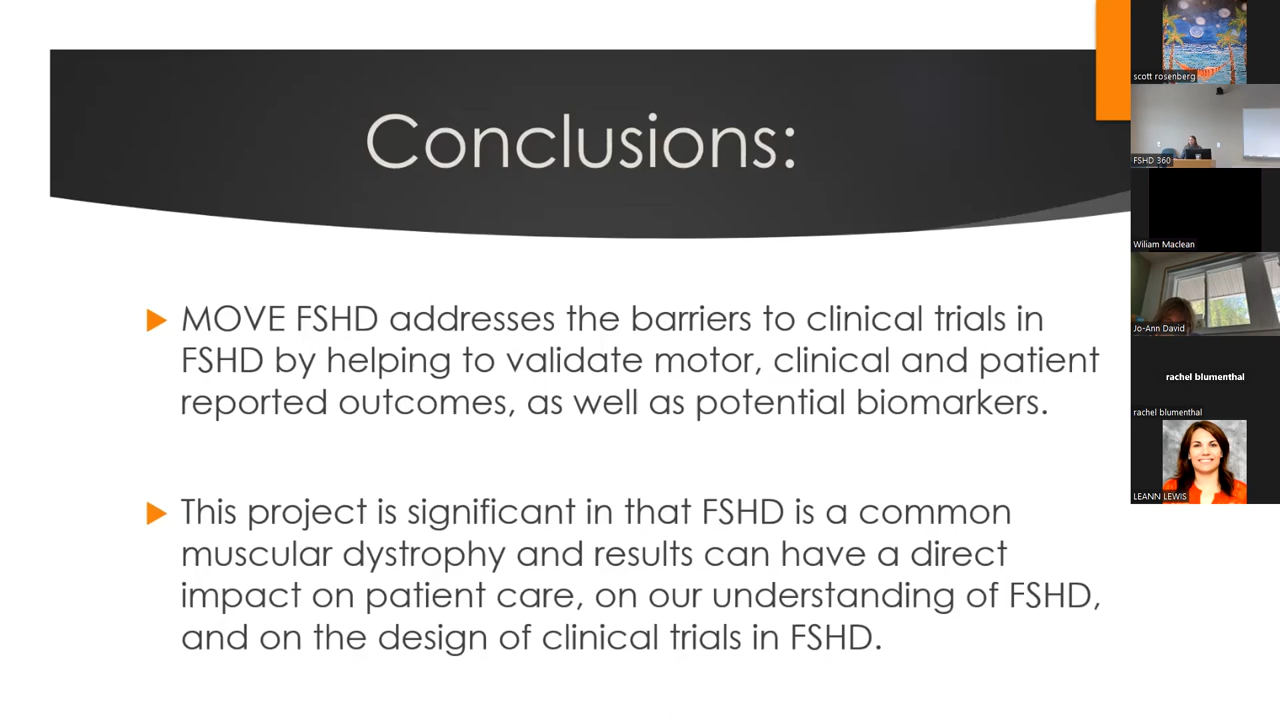 Conclusions:
MOVE FSHD addresses the barriers to clinical trials in
FSHD by helping to validate motor, clinical and patient
reported outcomes, as well as potential biomarkers.
This project is significant in that FSHD is a common
muscular dystrophy and results can have a direct
impact on patient care, on our understanding of FSHD,
and on the design of clinical trials in FSHD.
scott rosenberg
FSHD 360
Wiliam Maclean
Jo-Ann David
rachel blumenthal
rachel blumenthal
LEANN LEWIS